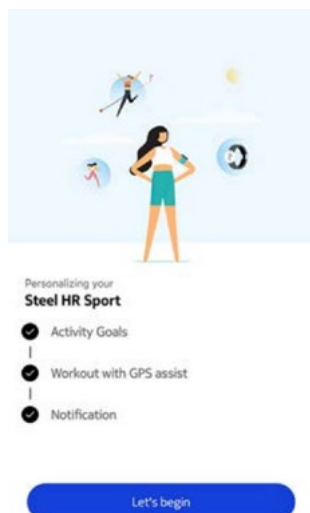 Personalizing your
Steel HR Sport
Activity Goals
Workout with GPS assist
Notification
Let's begin